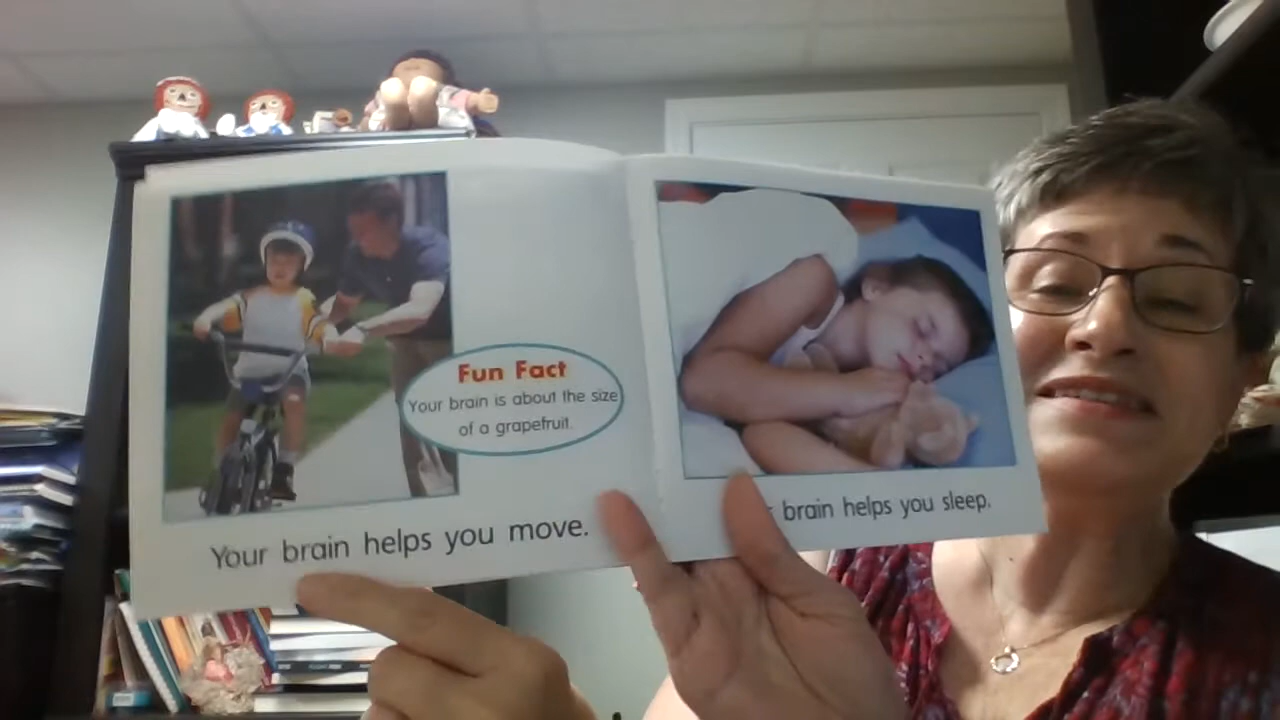 Fun Fact
Your brain is about the size
of a grapefruit.
Your brain helps you move.
brain helps you sleep.